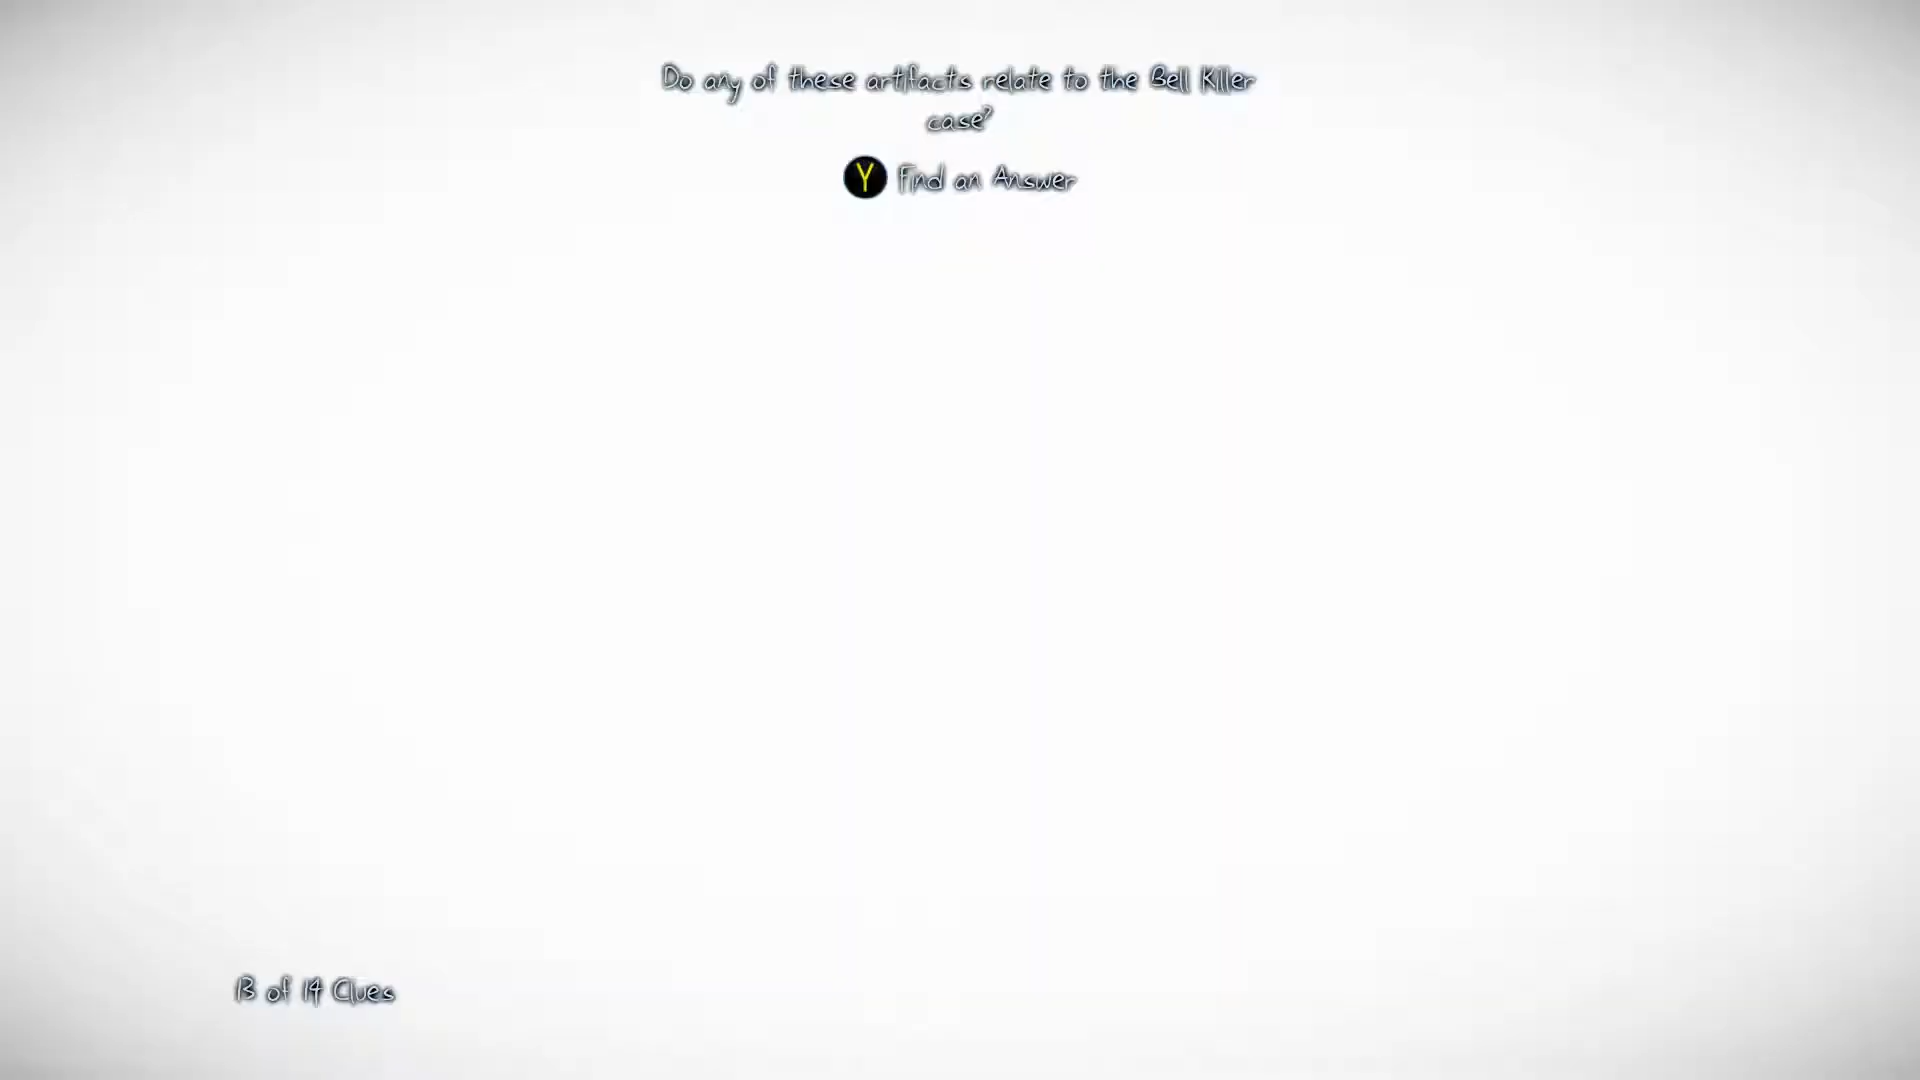 Do any of these artifacts relate to the Bell Killer
case?
Y Find an Answer
13 of 14 Clues